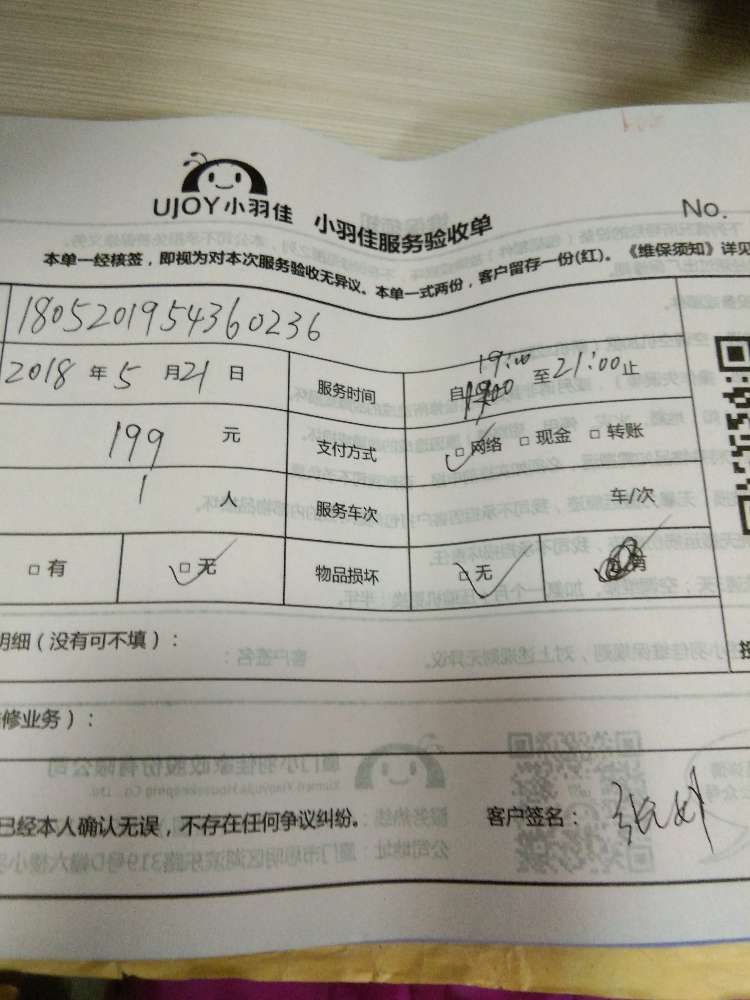 UJOY小羽佳 小羽佳服务验收单 No.
本单一经核签，即视为对本次服务验收无异议。本单一式两份，客户留存一份(红)。《维保须知》详见
1805201954360236
2018 年 5 月 21 日 服务时间 自 19:00 至 21:00 止
199 元 支付方式 □网络 □现金 □转账
1 人 服务车次 车/次
□有 □无 物品损坏 □无
明细（没有可不填）：
修业务）：
已经本人确认无误，不存在任何争议纠纷。 客户签名：